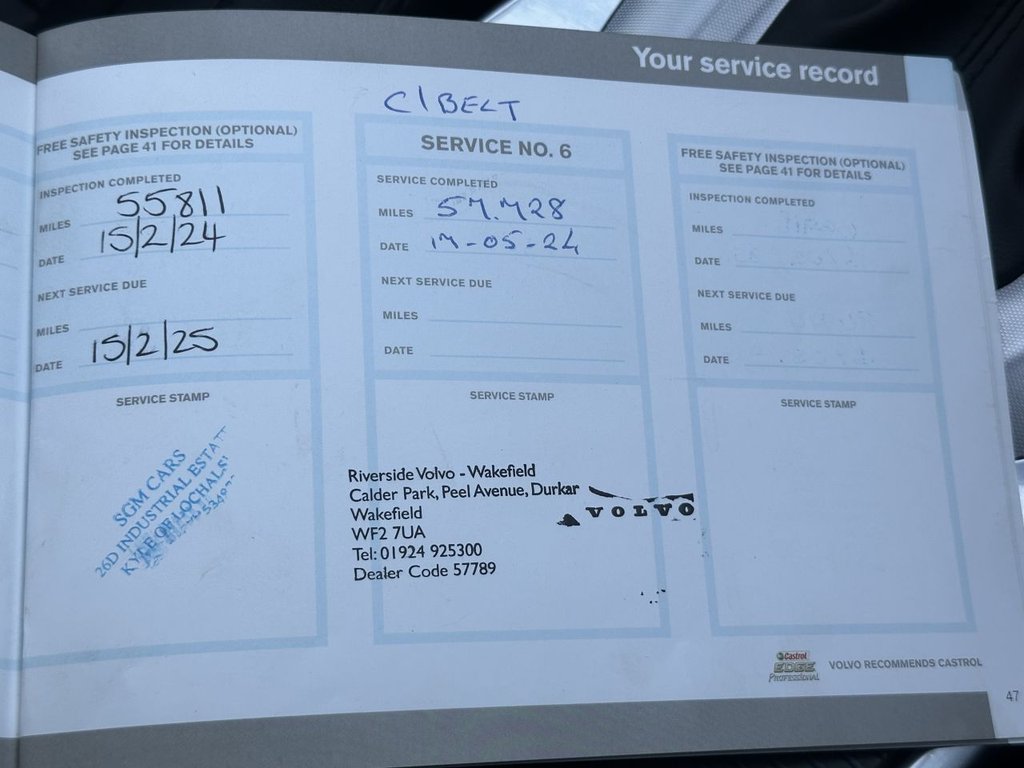 Your service record
C/BELT
FREE SAFETY INSPECTION (OPTIONAL)
SEE PAGE 41 FOR DETAILS
INSPECTION COMPLETED
MILES 55811
DATE 15/2/24
NEXT SERVICE DUE
MILES
DATE 15/2/25
SERVICE STAMP
SGM CARS
26D INDUSTRIAL ESTAT
KYLE OF LOCHALS
SERVICE NO. 6
SERVICE COMPLETED
MILES 57.728
DATE 17-05-24
NEXT SERVICE DUE
MILES
DATE
SERVICE STAMP
Riverside Volvo - Wakefield
Calder Park, Peel Avenue, Durkar
Wakefield
WF2 7UA
Tel: 01924 925300
Dealer Code 57789
VOLVO
FREE SAFETY INSPECTION (OPTIONAL)
SEE PAGE 41 FOR DETAILS
INSPECTION COMPLETED
MILES
DATE
NEXT SERVICE DUE
MILES
DATE
SERVICE STAMP
Castrol
EDGE
PROFESSIONAL
VOLVO RECOMMENDS CASTROL
47